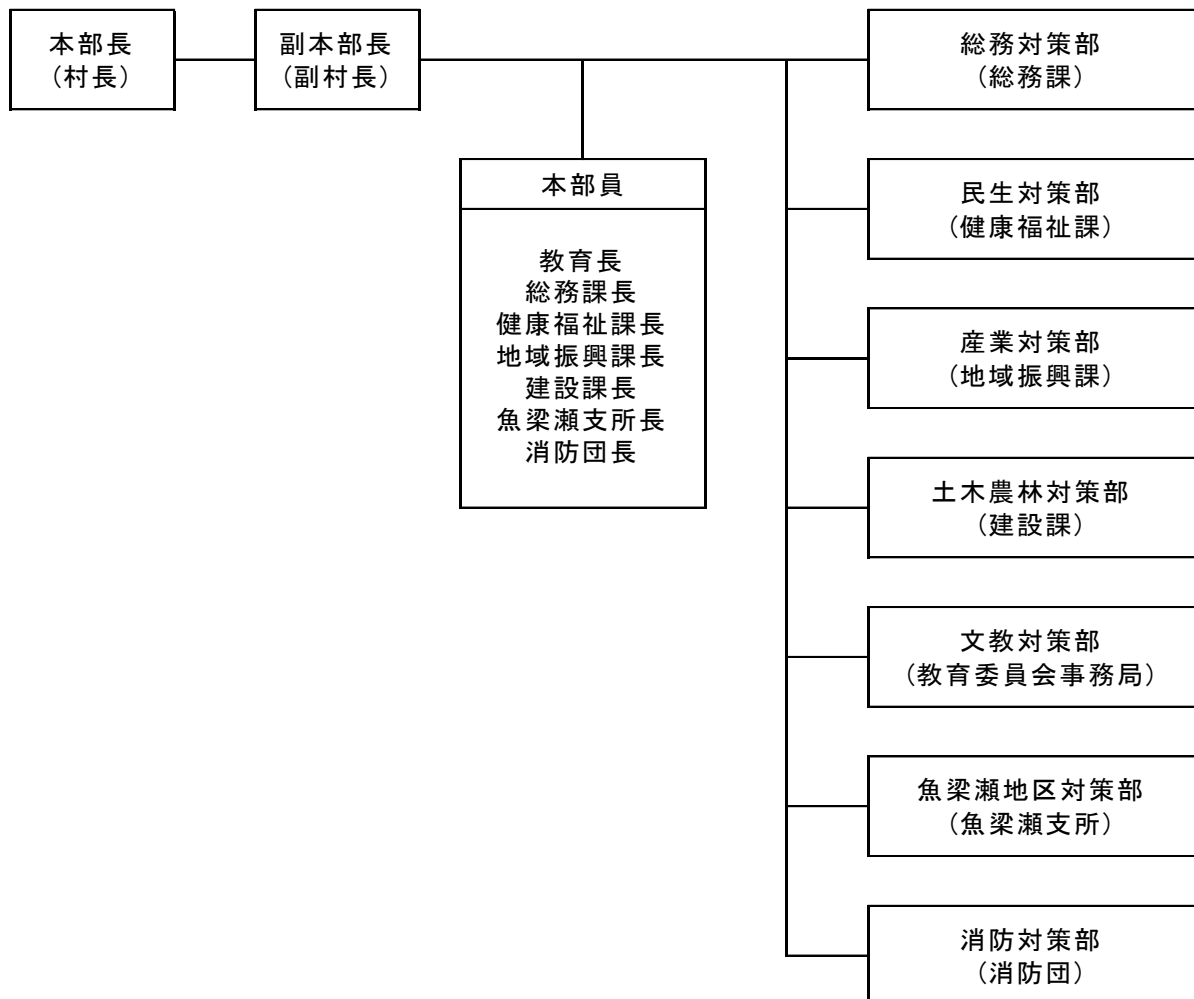 本部長
（村長）
副本部長
（副村長）
本部員
教育長
総務課長
健康福祉課長
地域振興課長
建設課長
魚梁瀬支所長
消防団長
総務対策部
（総務課）
民生対策部
（健康福祉課）
産業対策部
（地域振興課）
土木農林対策部
（建設課）
文教対策部
（教育委員会事務局）
魚梁瀬地区対策部
（魚梁瀬支所）
消防対策部
（消防団）